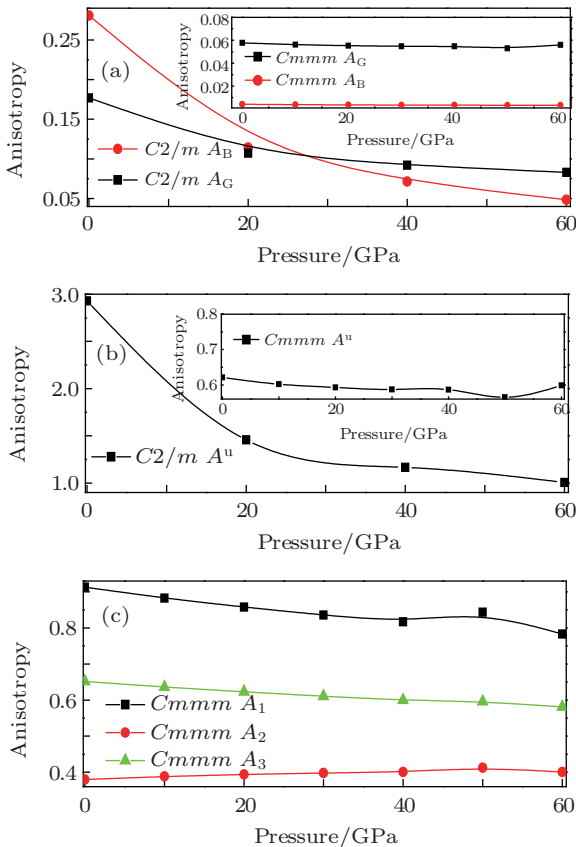 0.25
0.15
0.05
Anisotropy
(a)
C2/m A_B
C2/m A_G
0.08
0.06
0.04
0.02
Anisotropy
Cmmm A_G
Cmmm A_B
0 10 20 30 40 50 60
Pressure/GPa
0 20 40 60
Pressure/GPa
3.0
2.0
1.0
Anisotropy
(b)
C2/m A^u
0.8
0.7
0.6
Anisotropy
Cmmm A^u
0 10 20 30 40 50 60
Pressure/GPa
0 20 40 60
Pressure/GPa
0.8
0.6
0.4
Anisotropy
(c)
Cmmm A_1
Cmmm A_2
Cmmm A_3
0 20 40 60
Pressure/GPa